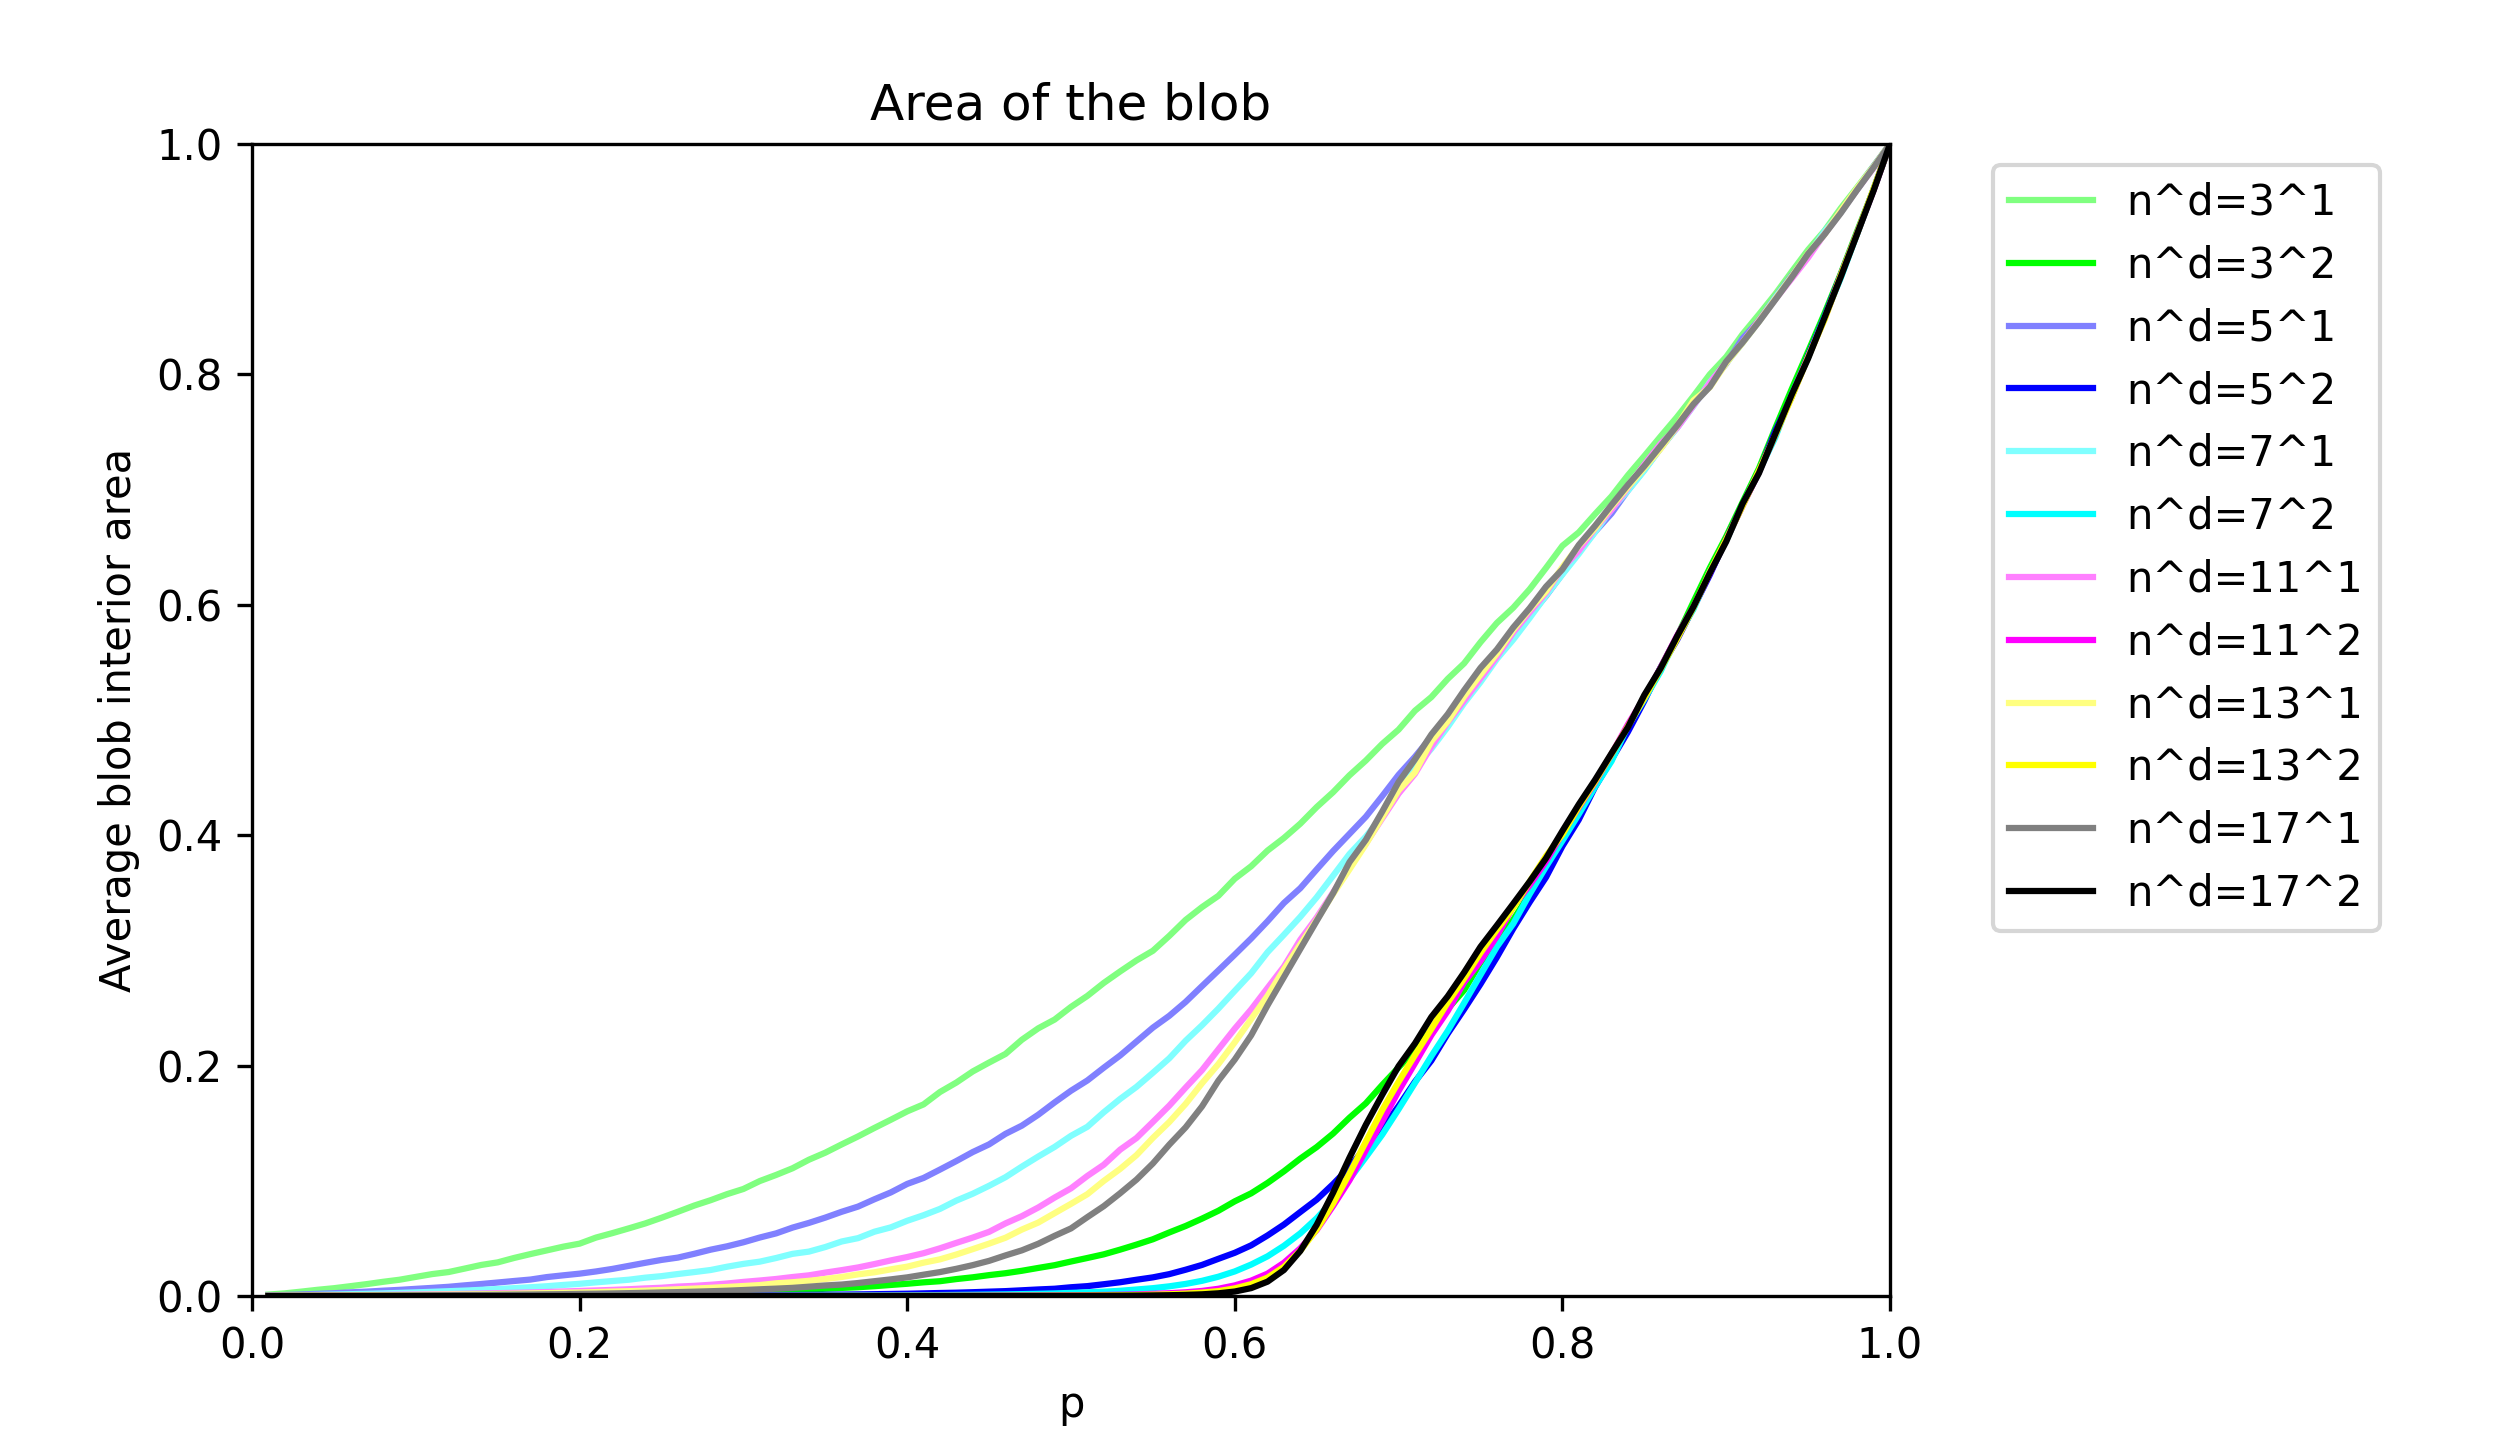 Area of the blob
1.0
0.8
0.6
0.4
0.2
0.0
Average blob interior area
0.0 0.2 0.4 0.6 0.8 1.0
p
n^d=3^1
n^d=3^2
n^d=5^1
n^d=5^2
n^d=7^1
n^d=7^2
n^d=11^1
n^d=11^2
n^d=13^1
n^d=13^2
n^d=17^1
n^d=17^2